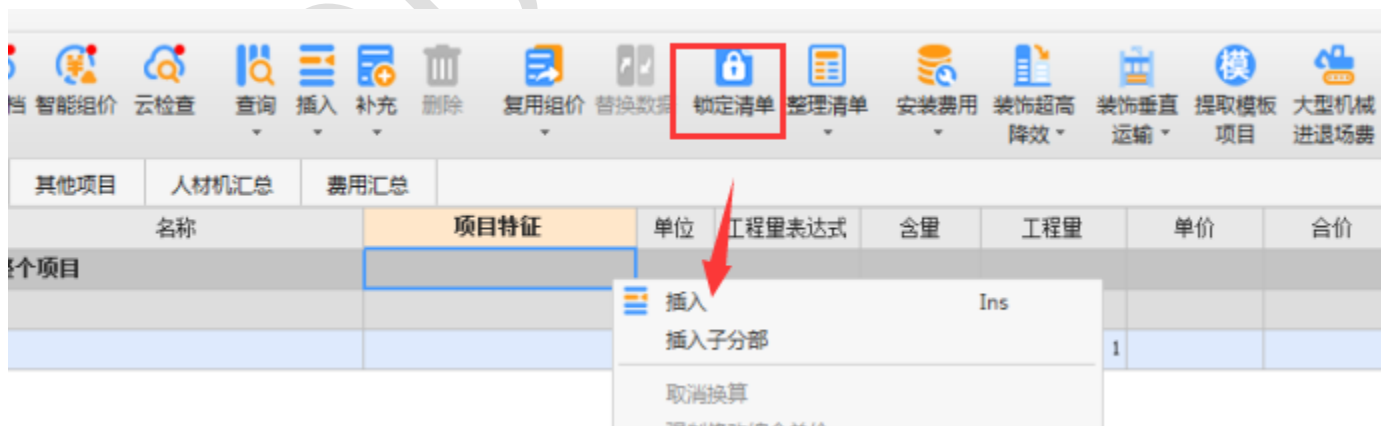 档 智能组价 云检查 查询 插入 补充 删除 复用组价 替换数据 锁定清单 整理清单 安装费用 装饰超高 装饰垂直 提取模板 大型机械
降效 运输 项目 进退场费
其他项目 人材机汇总 费用汇总
名称 项目特征 单位 工程量表达式 含量 工程量 单价 合价
整个项目
插入 Ins
插入子分部
1
取消换算